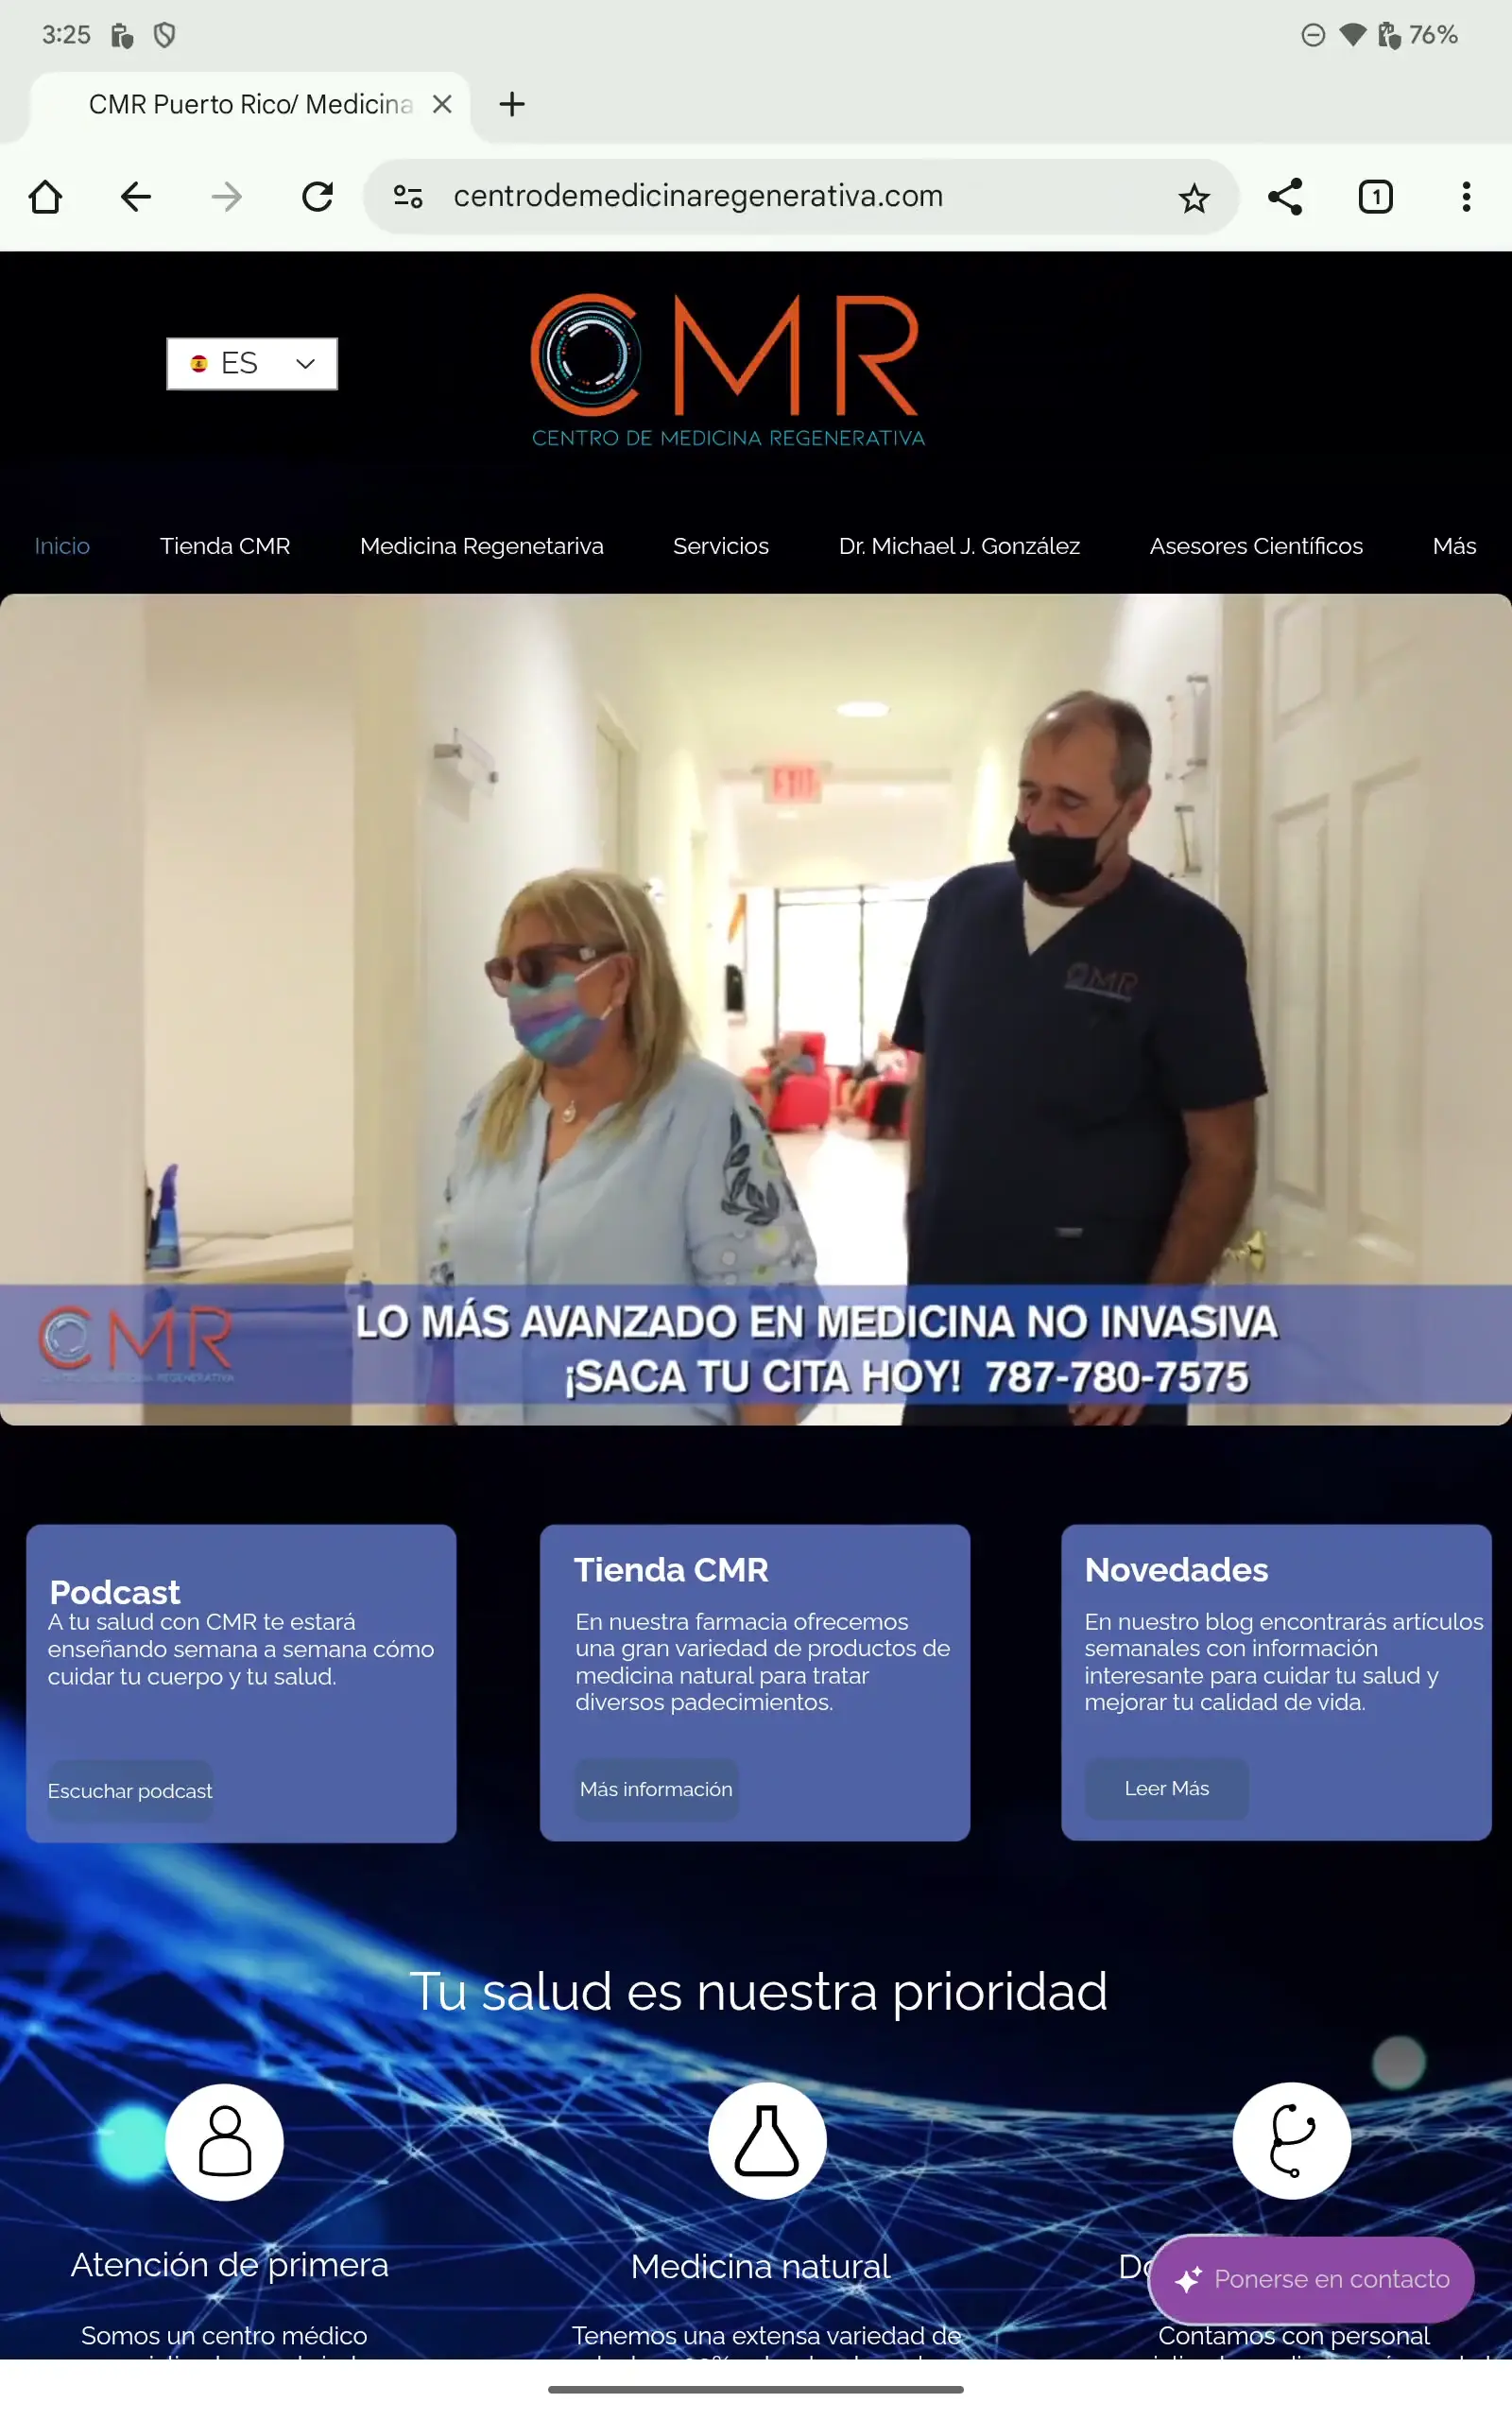 3:25
76%
CMR Puerto Rico/ Medicina
centrodemedicinaregenerativa.com
1
ES
CMR
CENTRO DE MEDICINA REGENERATIVA
Inicio Tienda CMR Medicina Regenetariva Servicios Dr. Michael J. González Asesores Científicos Más
EXIT
CMR
CMR
LO MÁS AVANZADO EN MEDICINA NO INVASIVA
¡SACA TU CITA HOY! 787-780-7575
Podcast
A tu salud con CMR te estará
enseñando semana a semana cómo
cuidar tu cuerpo y tu salud.
Escuchar podcast
Tienda CMR
En nuestra farmacia ofrecemos
una gran variedad de productos de
medicina natural para tratar
diversos padecimientos.
Más información
Novedades
En nuestro blog encontrarás artículos
semanales con información
interesante para cuidar tu salud y
mejorar tu calidad de vida.
Leer Más
Tu salud es nuestra prioridad
Atención de primera
Somos un centro médico
Medicina natural
Tenemos una extensa variedad de
Ponerse en contacto
Contamos con personal